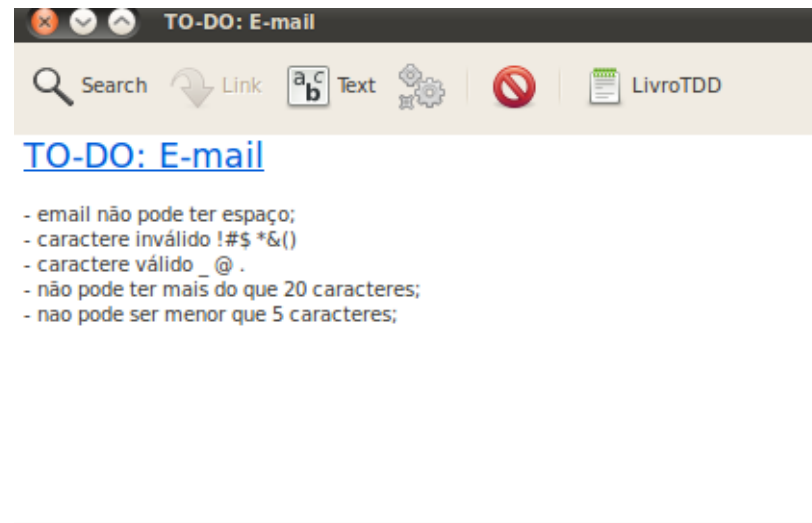 TO-DO: E-mail
Search Link abc Text LivroTDD
TO-DO: E-mail
- email não pode ter espaço;
- caractere inválido !#$ *&()
- caractere válido _ @ .
- não pode ter mais do que 20 caracteres;
- nao pode ser menor que 5 caracteres;